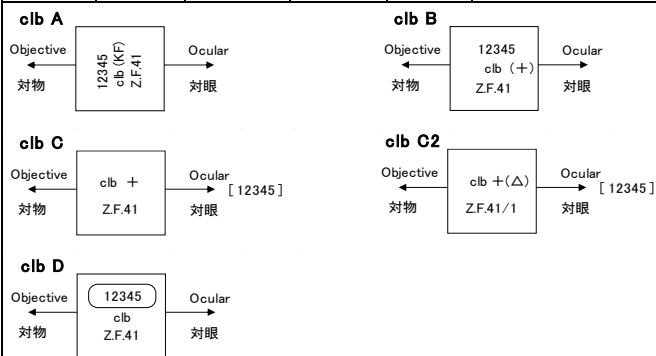 clb A
Objective
対物
12345
clb (KF)
Z.F.41
Ocular
対眼
clb B
Objective
対物
12345
clb (+)
Z.F.41
Ocular
対眼
clb C
Objective
対物
clb +
Z.F.41
Ocular
対眼
[12345]
clb C2
Objective
対物
clb +(△)
Z.F.41/1
Ocular
対眼
[12345]
clb D
Objective
対物
12345
clb
Z.F.41
Ocular
対眼